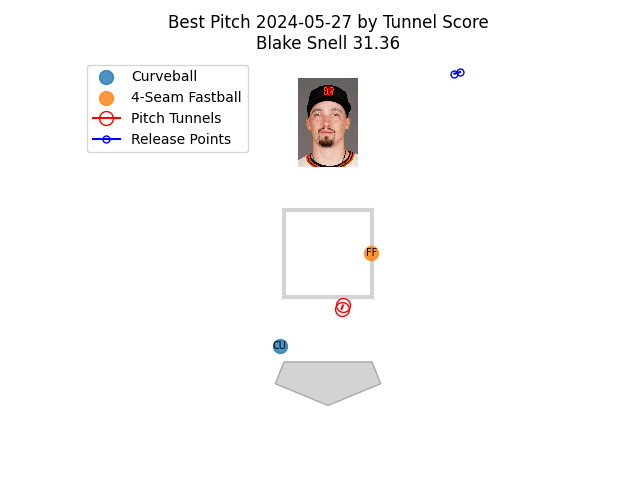 Best Pitch 2024-05-27 by Tunnel Score
Blake Snell 31.36
Curveball
4-Seam Fastball
Pitch Tunnels
Release Points
FF
CU